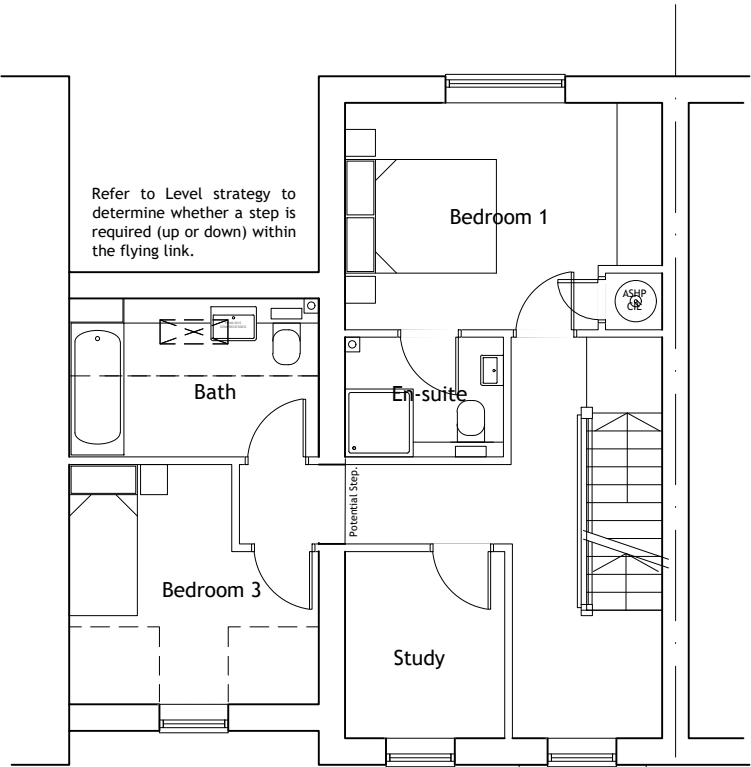 Refer to Level strategy to
determine whether a step is
required (up or down) within
the flying link.
Bedroom 1
ASHP
CIL
Bath
En-suite
Potential Step.
Bedroom 3
Study